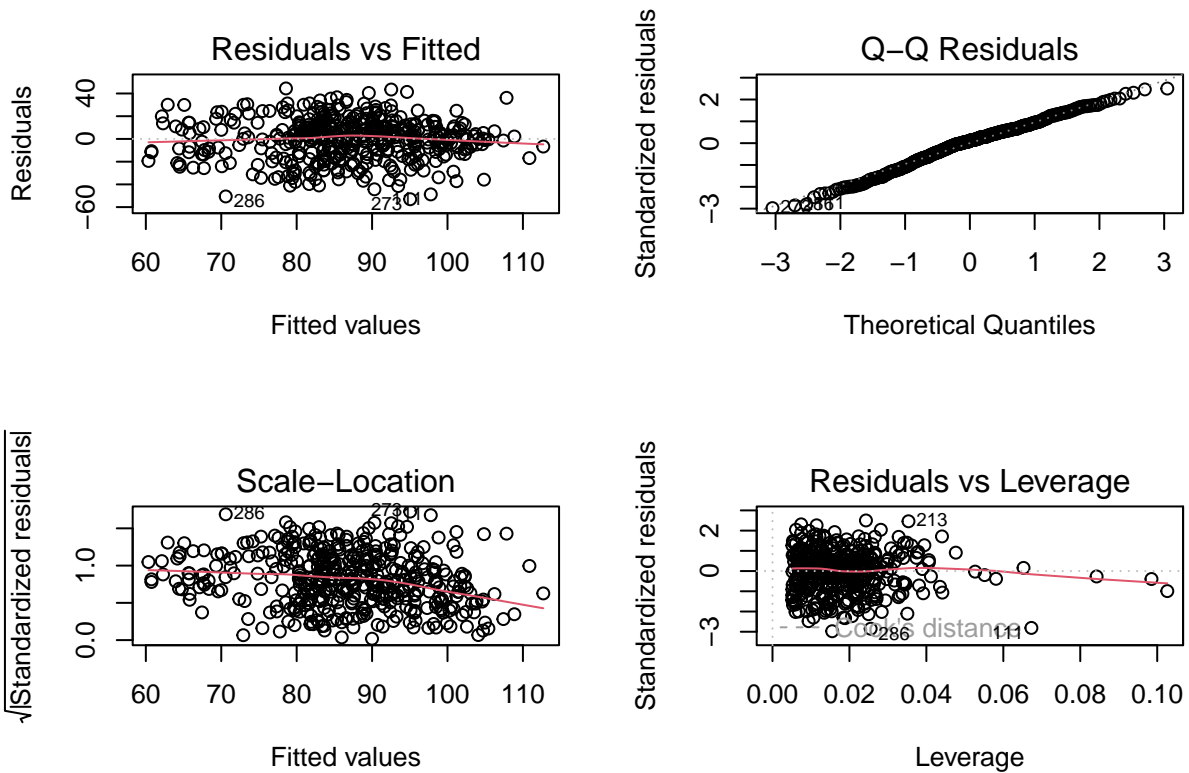 Residuals vs Fitted
Residuals
40
0
−60
286
273
111
60 70 80 90 100 110
Fitted values
Q−Q Residuals
Standardized residuals
2
0
−3
−3 −2 −1 0 1 2 3
Theoretical Quantiles
Scale−Location
√|Standardized residuals|
1.0
0.0
286
273
60 70 80 90 100 110
Fitted values
Residuals vs Leverage
Standardized residuals
2
0
−3
213
Cook's distance
286
111
0.00 0.02 0.04 0.06 0.08 0.10
Leverage